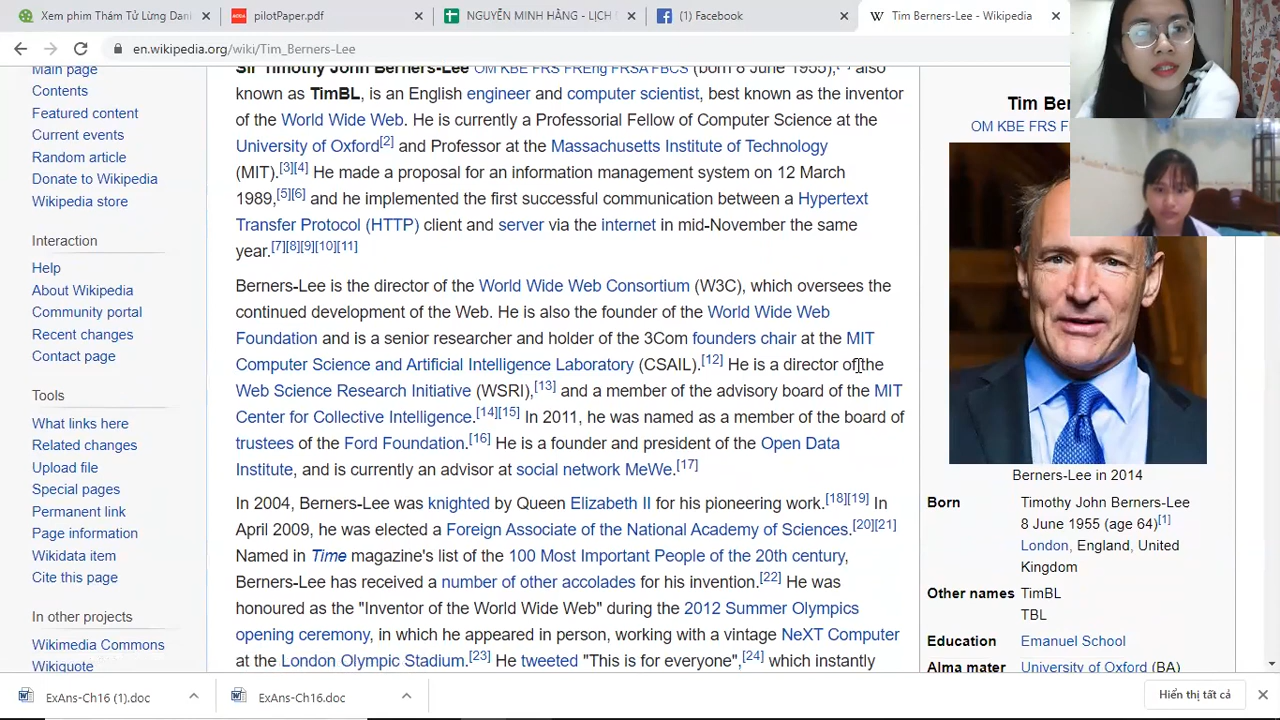 Xem phim Thám Tử Lừng Danh
pilotPaper.pdf
NGUYỄN MINH HẰNG - LỊCH
(1) Facebook
Tim Berners-Lee - Wikipedia
en.wikipedia.org/wiki/Tim_Berners-Lee
Main page
Contents
Featured content
Current events
Random article
Donate to Wikipedia
Wikipedia store
Interaction
Help
About Wikipedia
Community portal
Recent changes
Contact page
Tools
What links here
Related changes
Upload file
Special pages
Permanent link
Page information
Wikidata item
Cite this page
In other projects
Wikimedia Commons
Wikiquote
Sir Timothy John Berners-Lee OM KBE FRS FREng FRSA FBCS (born 8 June 1955), also
known as TimBL, is an English engineer and computer scientist, best known as the inventor
of the World Wide Web. He is currently a Professorial Fellow of Computer Science at the
University of Oxford[2] and Professor at the Massachusetts Institute of Technology
(MIT).[3][4] He made a proposal for an information management system on 12 March
1989,[5][6] and he implemented the first successful communication between a Hypertext
Transfer Protocol (HTTP) client and server via the internet in mid-November the same
year.[7][8][9][10][11]
Berners-Lee is the director of the World Wide Web Consortium (W3C), which oversees the
continued development of the Web. He is also the founder of the World Wide Web
Foundation and is a senior researcher and holder of the 3Com founders chair at the MIT
Computer Science and Artificial Intelligence Laboratory (CSAIL).[12] He is a director of the
Web Science Research Initiative (WSRI),[13] and a member of the advisory board of the MIT
Center for Collective Intelligence.[14][15] In 2011, he was named as a member of the board of
trustees of the Ford Foundation.[16] He is a founder and president of the Open Data
Institute, and is currently an advisor at social network MeWe.[17]
In 2004, Berners-Lee was knighted by Queen Elizabeth II for his pioneering work.[18][19] In
April 2009, he was elected a Foreign Associate of the National Academy of Sciences.[20][21]
Named in Time magazine's list of the 100 Most Important People of the 20th century,
Berners-Lee has received a number of other accolades for his invention.[22] He was
honoured as the "Inventor of the World Wide Web" during the 2012 Summer Olympics
opening ceremony, in which he appeared in person, working with a vintage NeXT Computer
at the London Olympic Stadium.[23] He tweeted "This is for everyone",[24] which instantly
Tim Ber
OM KBE FRS F
Berners-Lee in 2014
Born Timothy John Berners-Lee
8 June 1955 (age 64)[1]
London, England, United
Kingdom
Other names TimBL
TBL
Education Emanuel School
Alma mater University of Oxford (BA)
ExAns-Ch16 (1).doc
ExAns-Ch16.doc
Hiển thị tất cả